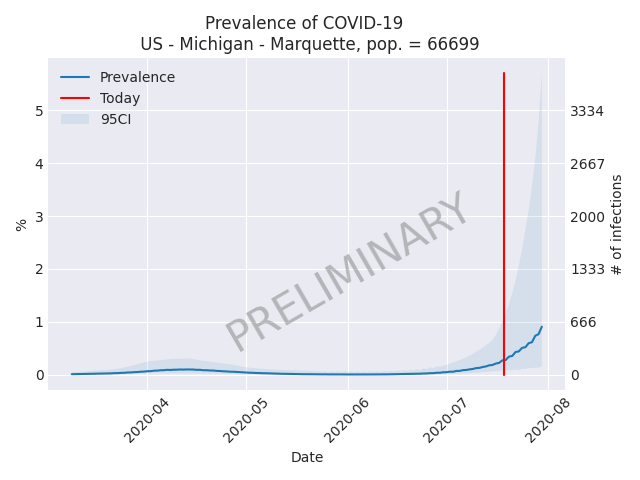 Prevalence of COVID-19
US - Michigan - Marquette, pop. = 66699
Prevalence
Today
95CI
%
5
4
3
2
1
0
3334
2667
2000
1333
666
0
# of infections
PRELIMINARY
2020-04
2020-05
2020-06
2020-07
2020-08
Date